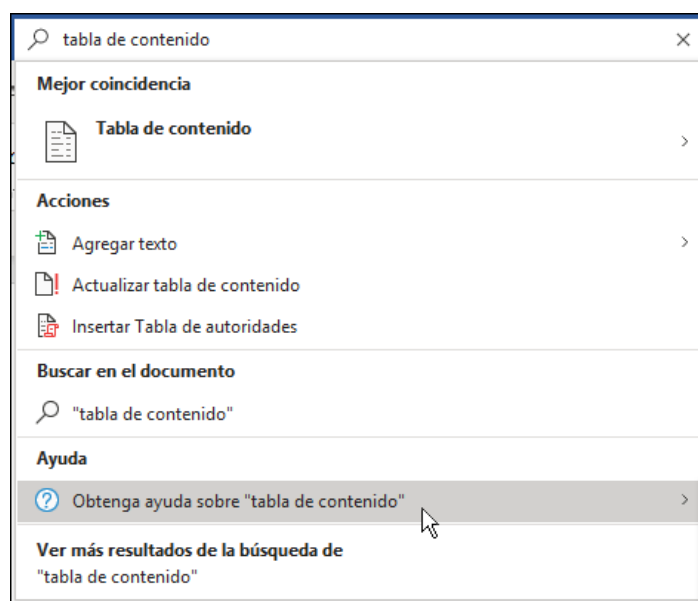 tabla de contenido
Mejor coincidencia
Tabla de contenido
Acciones
Agregar texto
Actualizar tabla de contenido
Insertar Tabla de autoridades
Buscar en el documento
"tabla de contenido"
Ayuda
Obtenga ayuda sobre "tabla de contenido"
Ver más resultados de la búsqueda de
"tabla de contenido"